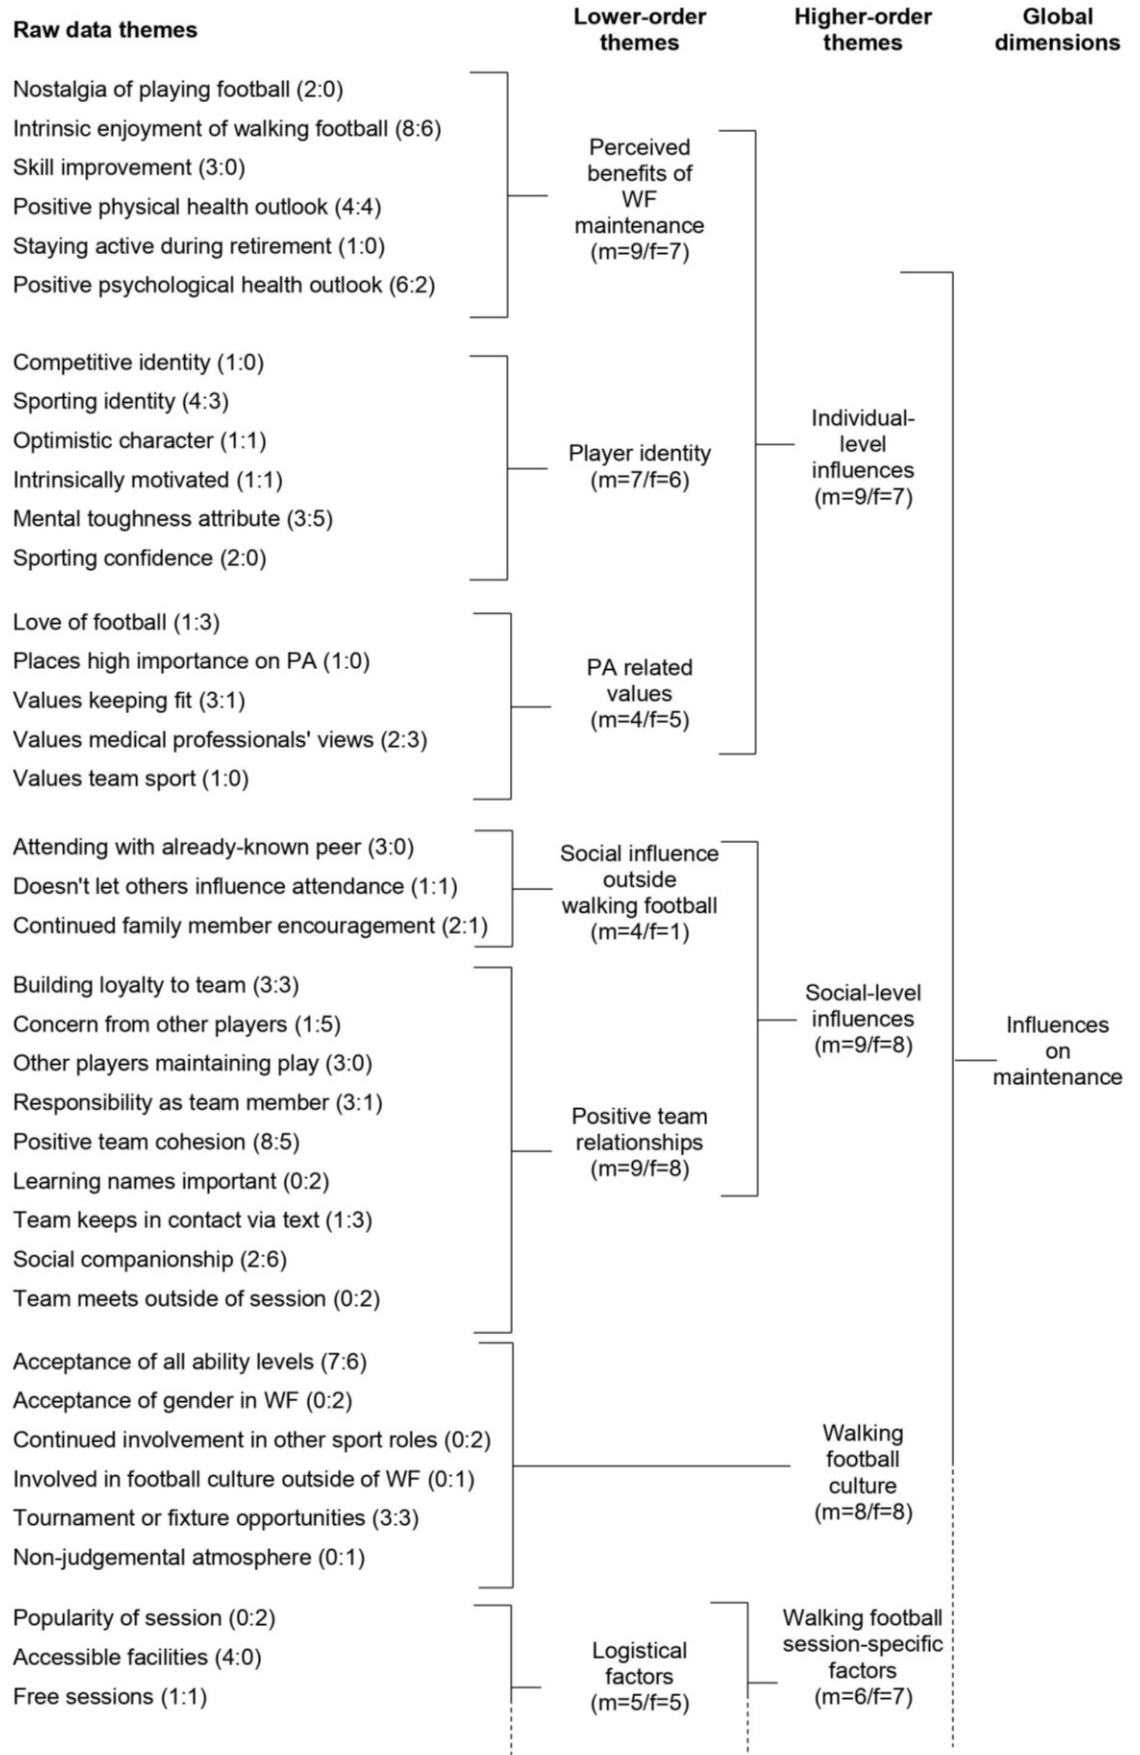 Raw data themes
Lower-order
themes
Higher-order
themes
Global
dimensions
Nostalgia of playing football (2:0)
Intrinsic enjoyment of walking football (8:6)
Skill improvement (3:0)
Positive physical health outlook (4:4)
Staying active during retirement (1:0)
Positive psychological health outlook (6:2)
Perceived
benefits of
WF
maintenance
(m=9/f=7)
Competitive identity (1:0)
Sporting identity (4:3)
Optimistic character (1:1)
Intrinsically motivated (1:1)
Mental toughness attribute (3:5)
Sporting confidence (2:0)
Player identity
(m=7/f=6)
Individual-
level
influences
(m=9/f=7)
Love of football (1:3)
Places high importance on PA (1:0)
Values keeping fit (3:1)
Values medical professionals' views (2:3)
Values team sport (1:0)
PA related
values
(m=4/f=5)
Attending with already-known peer (3:0)
Doesn't let others influence attendance (1:1)
Continued family member encouragement (2:1)
Social influence
outside
walking football
(m=4/f=1)
Building loyalty to team (3:3)
Concern from other players (1:5)
Other players maintaining play (3:0)
Responsibility as team member (3:1)
Positive team cohesion (8:5)
Learning names important (0:2)
Team keeps in contact via text (1:3)
Social companionship (2:6)
Team meets outside of session (0:2)
Positive team
relationships
(m=9/f=8)
Social-level
influences
(m=9/f=8)
Influences
on
maintenance
Acceptance of all ability levels (7:6)
Acceptance of gender in WF (0:2)
Continued involvement in other sport roles (0:2)
Involved in football culture outside of WF (0:1)
Tournament or fixture opportunities (3:3)
Non-judgemental atmosphere (0:1)
Walking
football
culture
(m=8/f=8)
Popularity of session (0:2)
Accessible facilities (4:0)
Free sessions (1:1)
Logistical
factors
(m=5/f=5)
Walking football
session-specific
factors
(m=6/f=7)